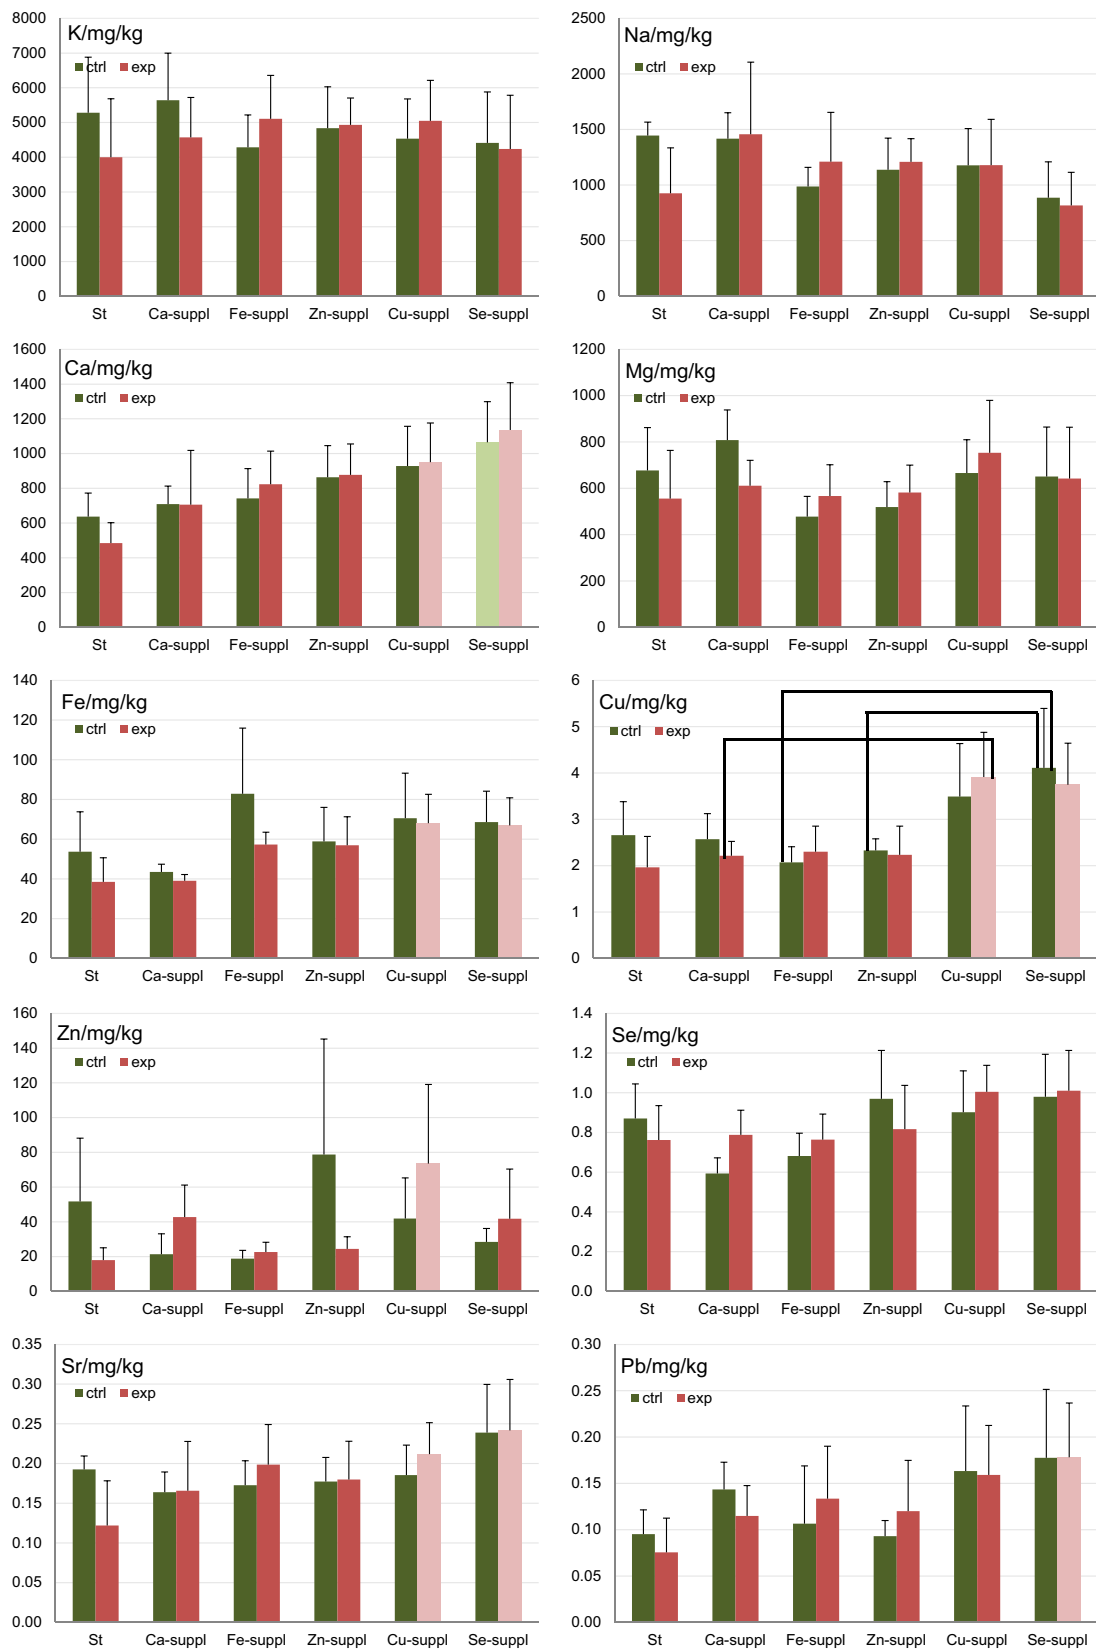 K/mg/kg
ctrl exp
8000
7000
6000
5000
4000
3000
2000
1000
0
St Ca-suppl Fe-suppl Zn-suppl Cu-suppl Se-suppl
Na/mg/kg
ctrl exp
2500
2000
1500
1000
500
0
St Ca-suppl Fe-suppl Zn-suppl Cu-suppl Se-suppl
Ca/mg/kg
ctrl exp
1600
1400
1200
1000
800
600
400
200
0
St Ca-suppl Fe-suppl Zn-suppl Cu-suppl Se-suppl
Mg/mg/kg
ctrl exp
1200
1000
800
600
400
200
0
St Ca-suppl Fe-suppl Zn-suppl Cu-suppl Se-suppl
Fe/mg/kg
ctrl exp
140
120
100
80
60
40
20
0
St Ca-suppl Fe-suppl Zn-suppl Cu-suppl Se-suppl
Cu/mg/kg
ctrl exp
6
5
4
3
2
1
0
St Ca-suppl Fe-suppl Zn-suppl Cu-suppl Se-suppl
Zn/mg/kg
ctrl exp
160
140
120
100
80
60
40
20
0
St Ca-suppl Fe-suppl Zn-suppl Cu-suppl Se-suppl
Se/mg/kg
ctrl exp
1.4
1.2
1.0
0.8
0.6
0.4
0.2
0.0
St Ca-suppl Fe-suppl Zn-suppl Cu-suppl Se-suppl
Sr/mg/kg
ctrl exp
0.35
0.30
0.25
0.20
0.15
0.10
0.05
0.00
St Ca-suppl Fe-suppl Zn-suppl Cu-suppl Se-suppl
Pb/mg/kg
ctrl exp
0.30
0.25
0.20
0.15
0.10
0.05
0.00
St Ca-suppl Fe-suppl Zn-suppl Cu-suppl Se-suppl